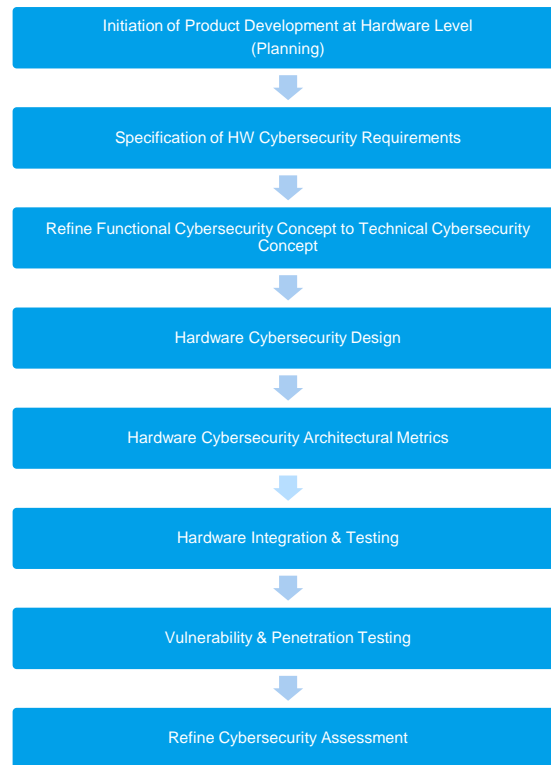 Initiation of Product Development at Hardware Level
(Planning)
Specification of HW Cybersecurity Requirements
Refine Functional Cybersecurity Concept to Technical Cybersecurity
Concept
Hardware Cybersecurity Design
Hardware Cybersecurity Architectural Metrics
Hardware Integration & Testing
Vulnerability & Penetration Testing
Refine Cybersecurity Assessment